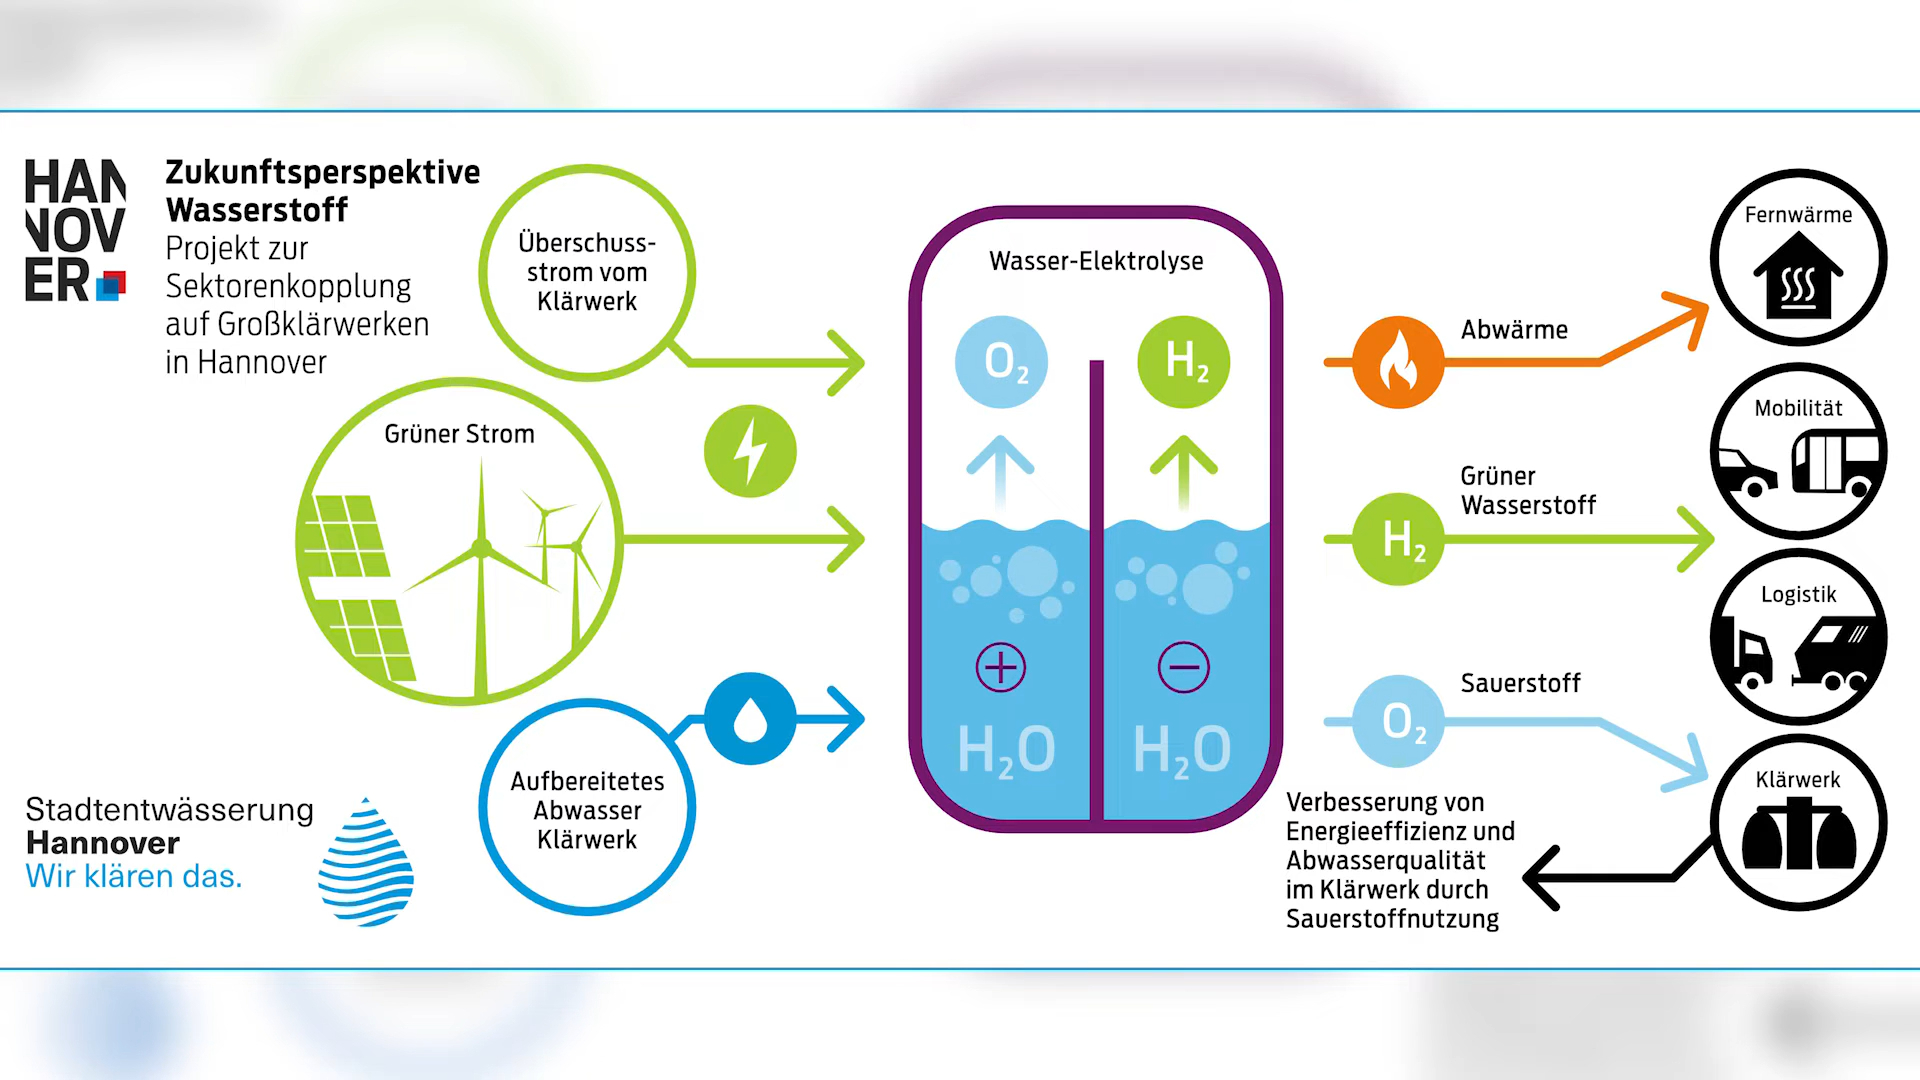 HAN
NOV
ER
Zukunftsperspektive
Wasserstoff
Projekt zur
Sektorenkopplung
auf Großklärwerken
in Hannover
Überschuss-
strom vom
Klärwerk
Grüner Strom
Aufbereitetes
Abwasser
Klärwerk
Stadtentwässerung
Hannover
Wir klären das.
Wasser-Elektrolyse
O₂
H₂
+
−
H₂O
H₂O
Abwärme
Grüner
Wasserstoff
H₂
Sauerstoff
O₂
Fernwärme
Mobilität
Logistik
Klärwerk
Verbesserung von
Energieeffizienz und
Abwasserqualität
im Klärwerk durch
Sauerstoffnutzung